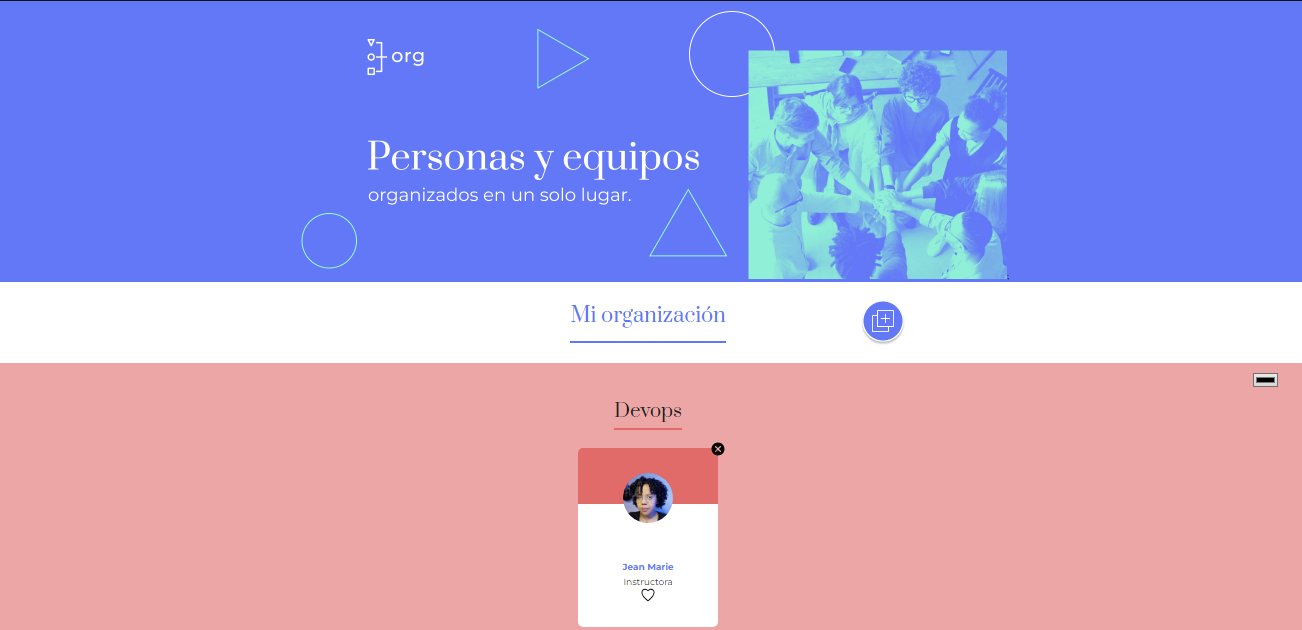 org
Personas y equipos
organizados en un solo lugar.
Mi organización
Devops
Jean Marie
Instructora